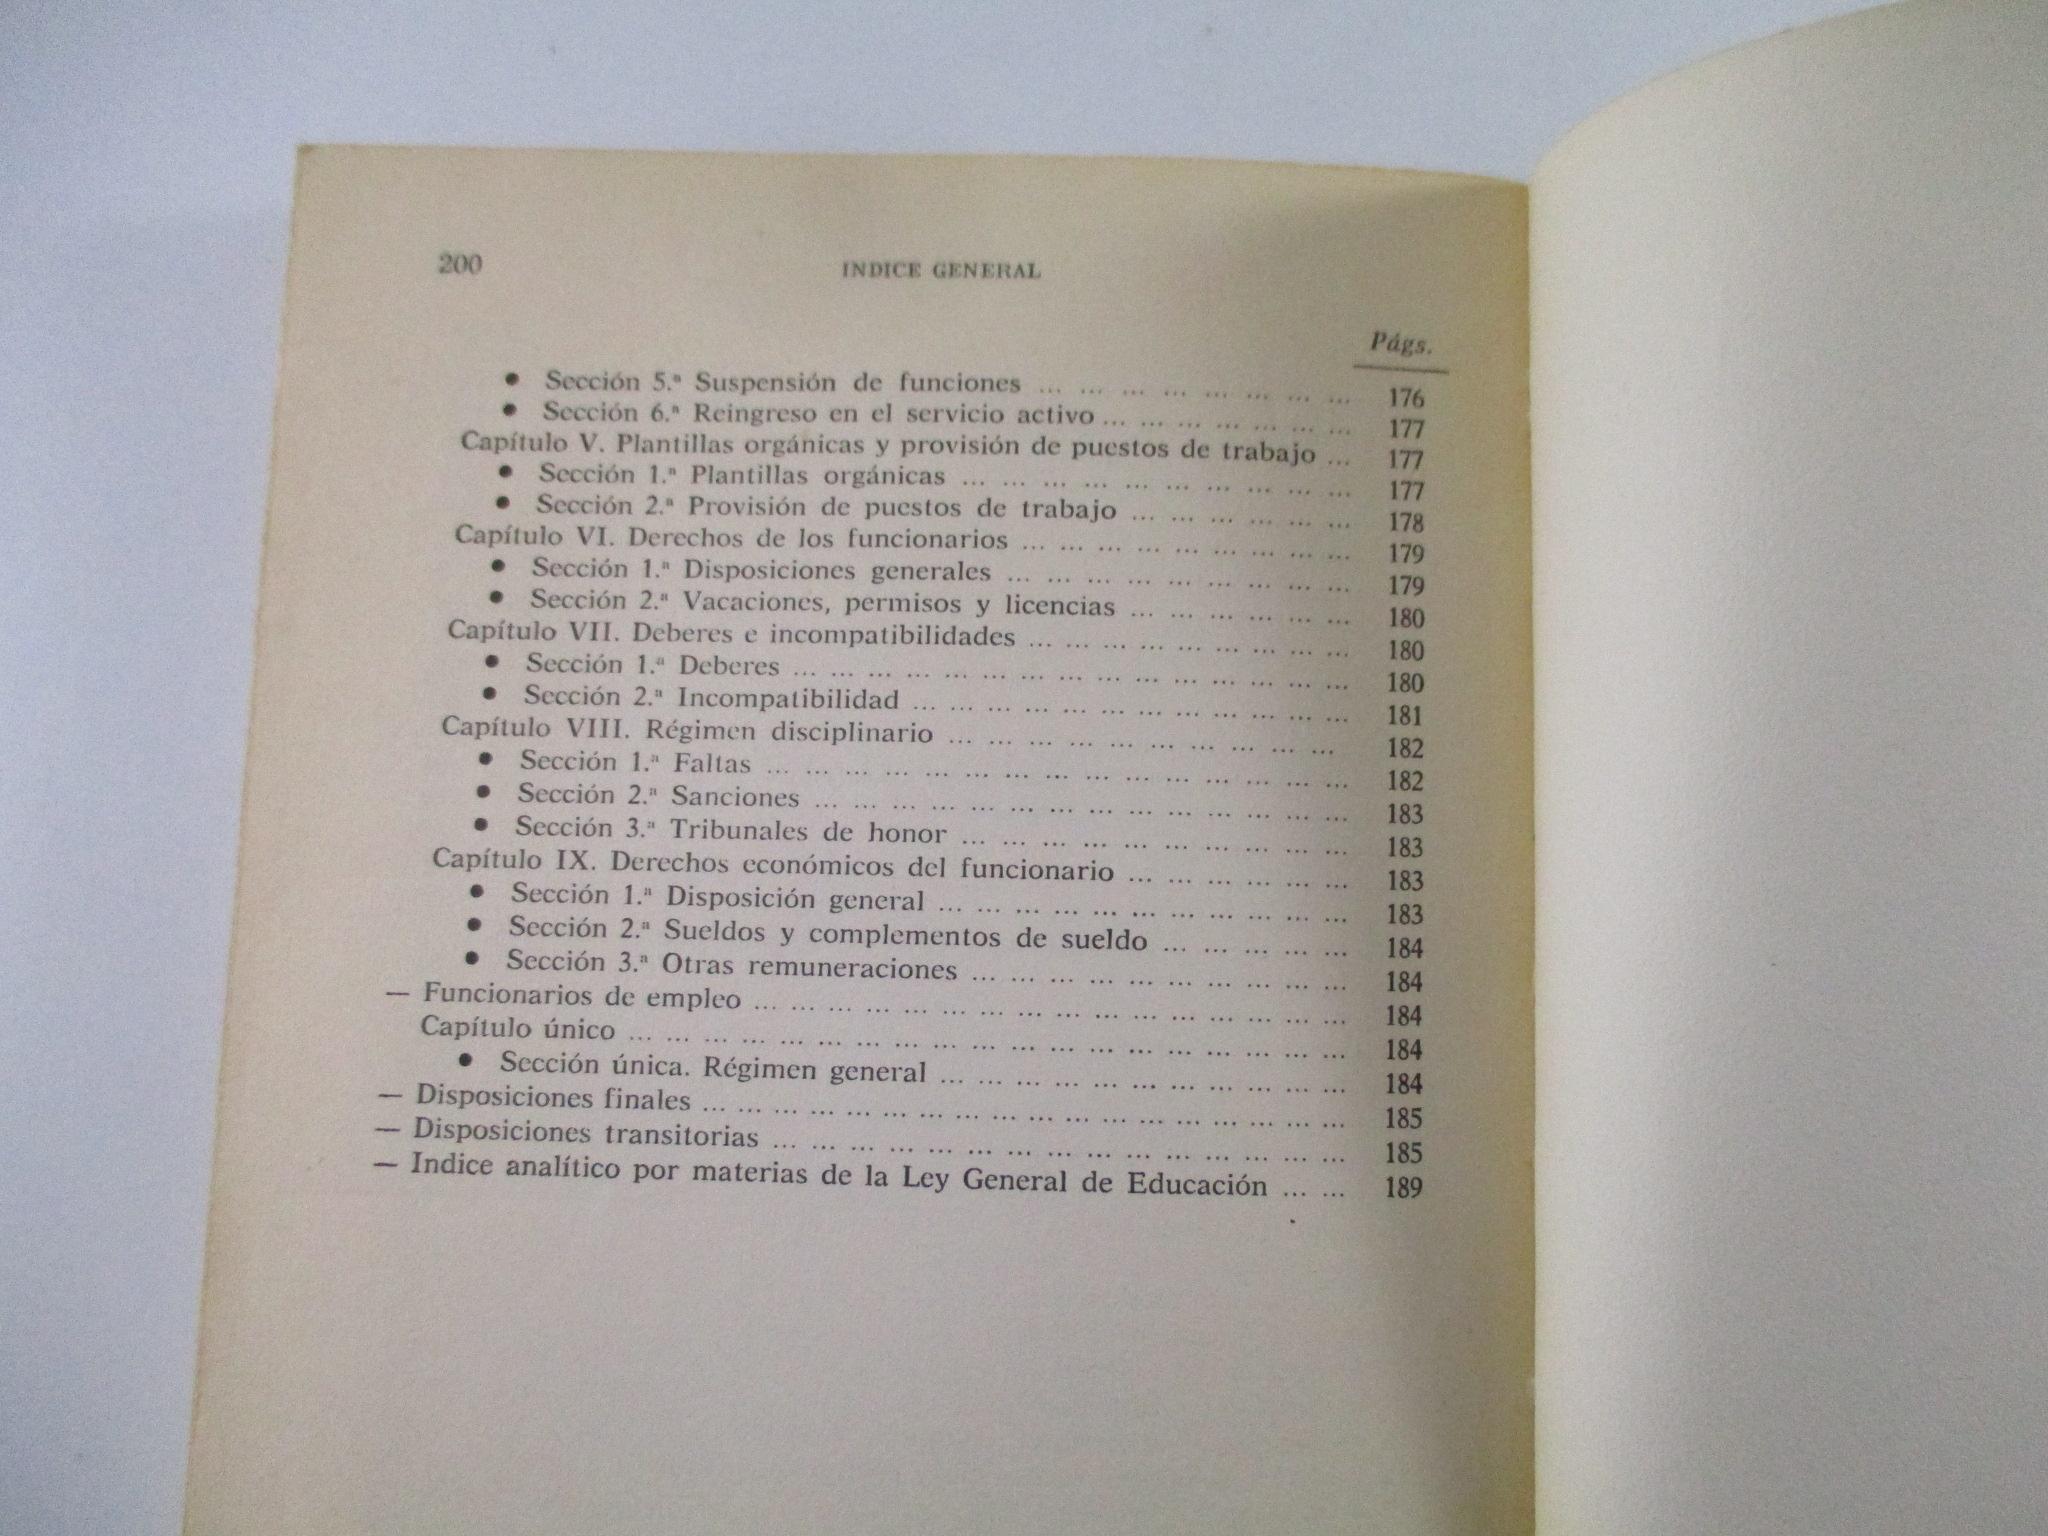 200 INDICE GENERAL
Págs.
• Sección 5.ª Suspensión de funciones ... ... ... ... ... ... ... ... 176
• Sección 6.ª Reingreso en el servicio activo ... ... ... ... ... ... ... 177
Capítulo V. Plantillas orgánicas y provisión de puestos de trabajo ... 177
• Sección 1.ª Plantillas orgánicas ... ... ... ... ... ... ... ... ... ... 177
• Sección 2.ª Provisión de puestos de trabajo ... ... ... ... ... ... 178
Capítulo VI. Derechos de los funcionarios ... ... ... ... ... ... ... ... ... 179
• Sección 1.ª Disposiciones generales ... ... ... ... ... ... ... ... ... 179
• Sección 2.ª Vacaciones, permisos y licencias ... ... ... ... ... ... 180
Capítulo VII. Deberes e incompatibilidades ... ... ... ... ... ... ... ... ... 180
• Sección 1.ª Deberes ... ... ... ... ... ... ... ... ... ... ... ... ... ... ... 180
• Sección 2.ª Incompatibilidad ... ... ... ... ... ... ... ... ... ... ... ... 181
Capítulo VIII. Régimen disciplinario ... ... ... ... ... ... ... ... ... ... 182
• Sección 1.ª Faltas ... ... ... ... ... ... ... ... ... ... ... ... ... ... ... 182
• Sección 2.ª Sanciones ... ... ... ... ... ... ... ... ... ... ... ... ... ... 183
• Sección 3.ª Tribunales de honor ... ... ... ... ... ... ... ... ... ... 183
Capítulo IX. Derechos económicos del funcionario ... ... ... ... ... ... 183
• Sección 1.ª Disposición general ... ... ... ... ... ... ... ... ... ... ... 183
• Sección 2.ª Sueldos y complementos de sueldo ... ... ... ... ... 184
• Sección 3.ª Otras remuneraciones ... ... ... ... ... ... ... ... ... ... 184
— Funcionarios de empleo ... ... ... ... ... ... ... ... ... ... ... ... ... ... ... ... 184
Capítulo único ... ... ... ... ... ... ... ... ... ... ... ... ... ... ... ... ... ... ... 184
• Sección única. Régimen general ... ... ... ... ... ... ... ... ... ... ... 184
— Disposiciones finales ... ... ... ... ... ... ... ... ... ... ... ... ... ... ... ... ... ... 185
— Disposiciones transitorias ... ... ... ... ... ... ... ... ... ... ... ... ... ... ... 185
— Indice analítico por materias de la Ley General de Educación ... ... 189